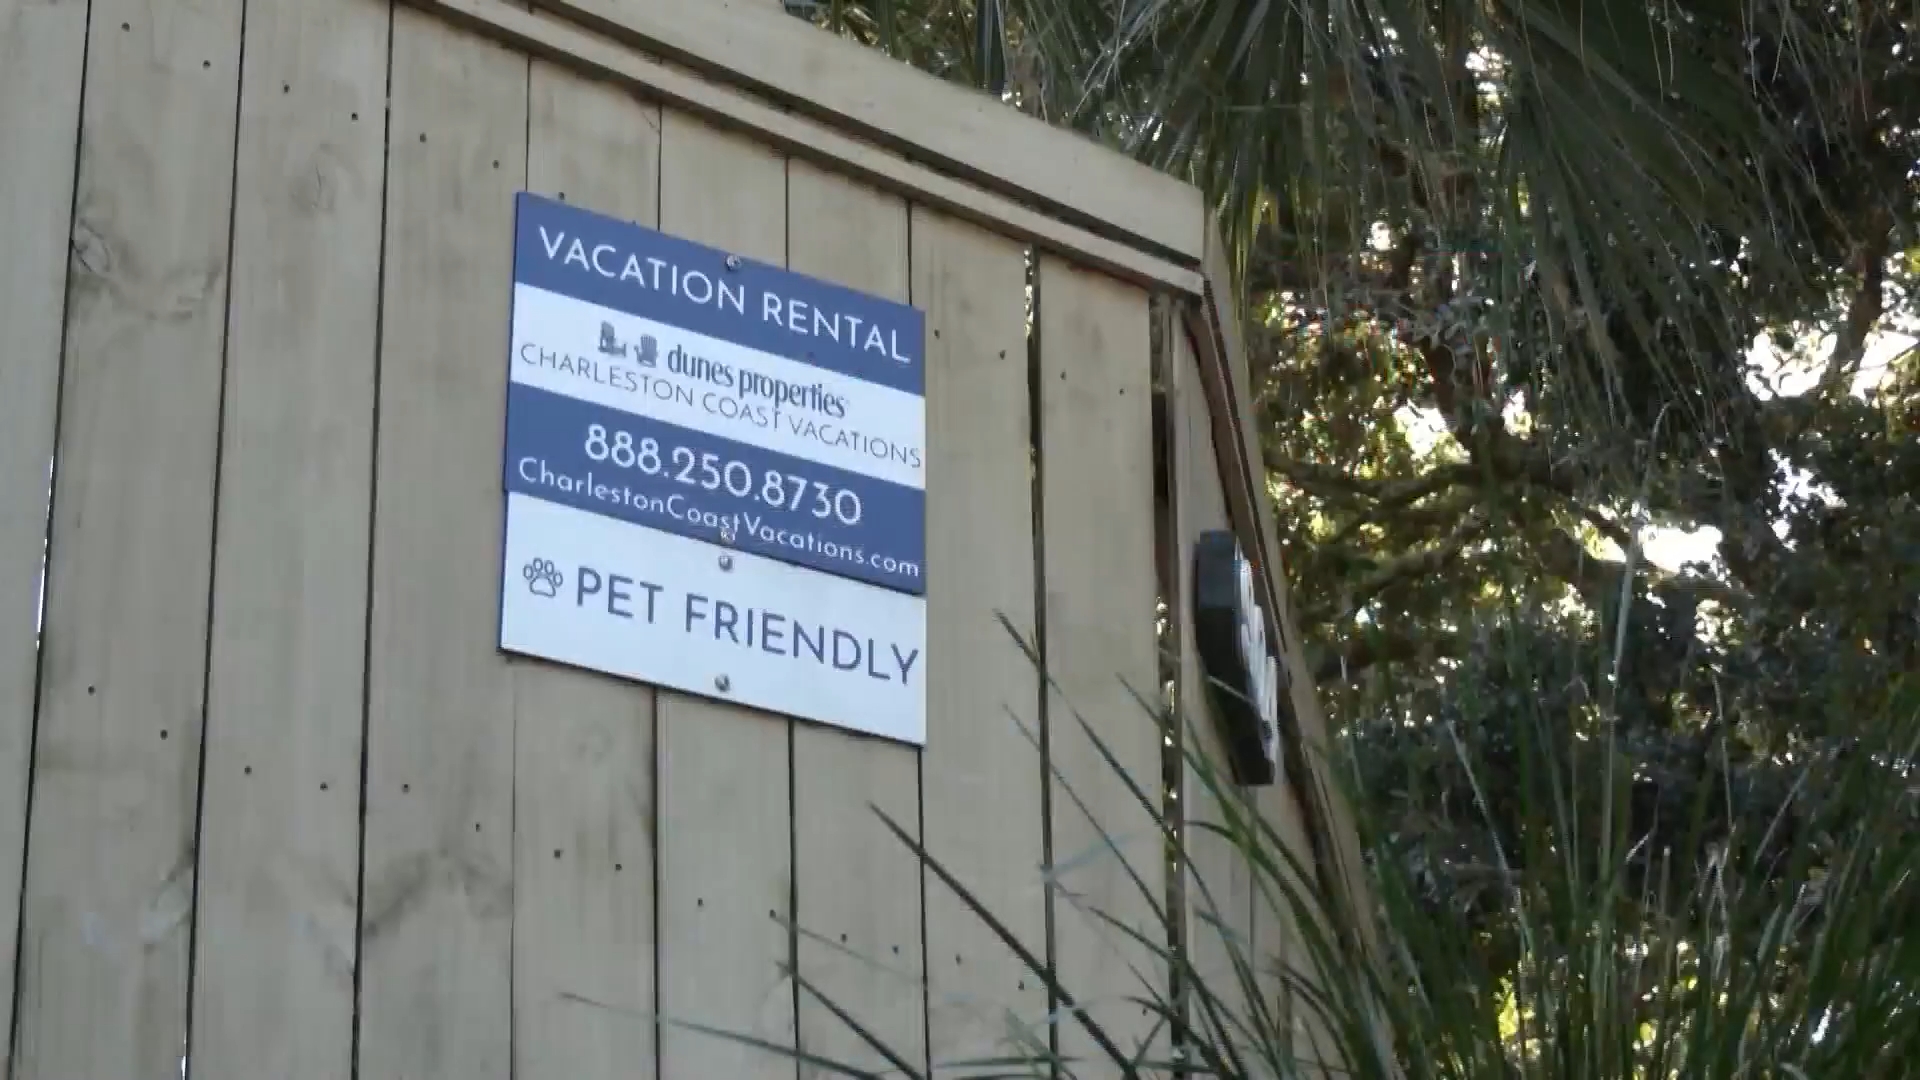 VACATION RENTAL
dunes properties
CHARLESTON COAST VACATIONS
888.250.8730
CharlestonCoastVacations.com
PET FRIENDLY